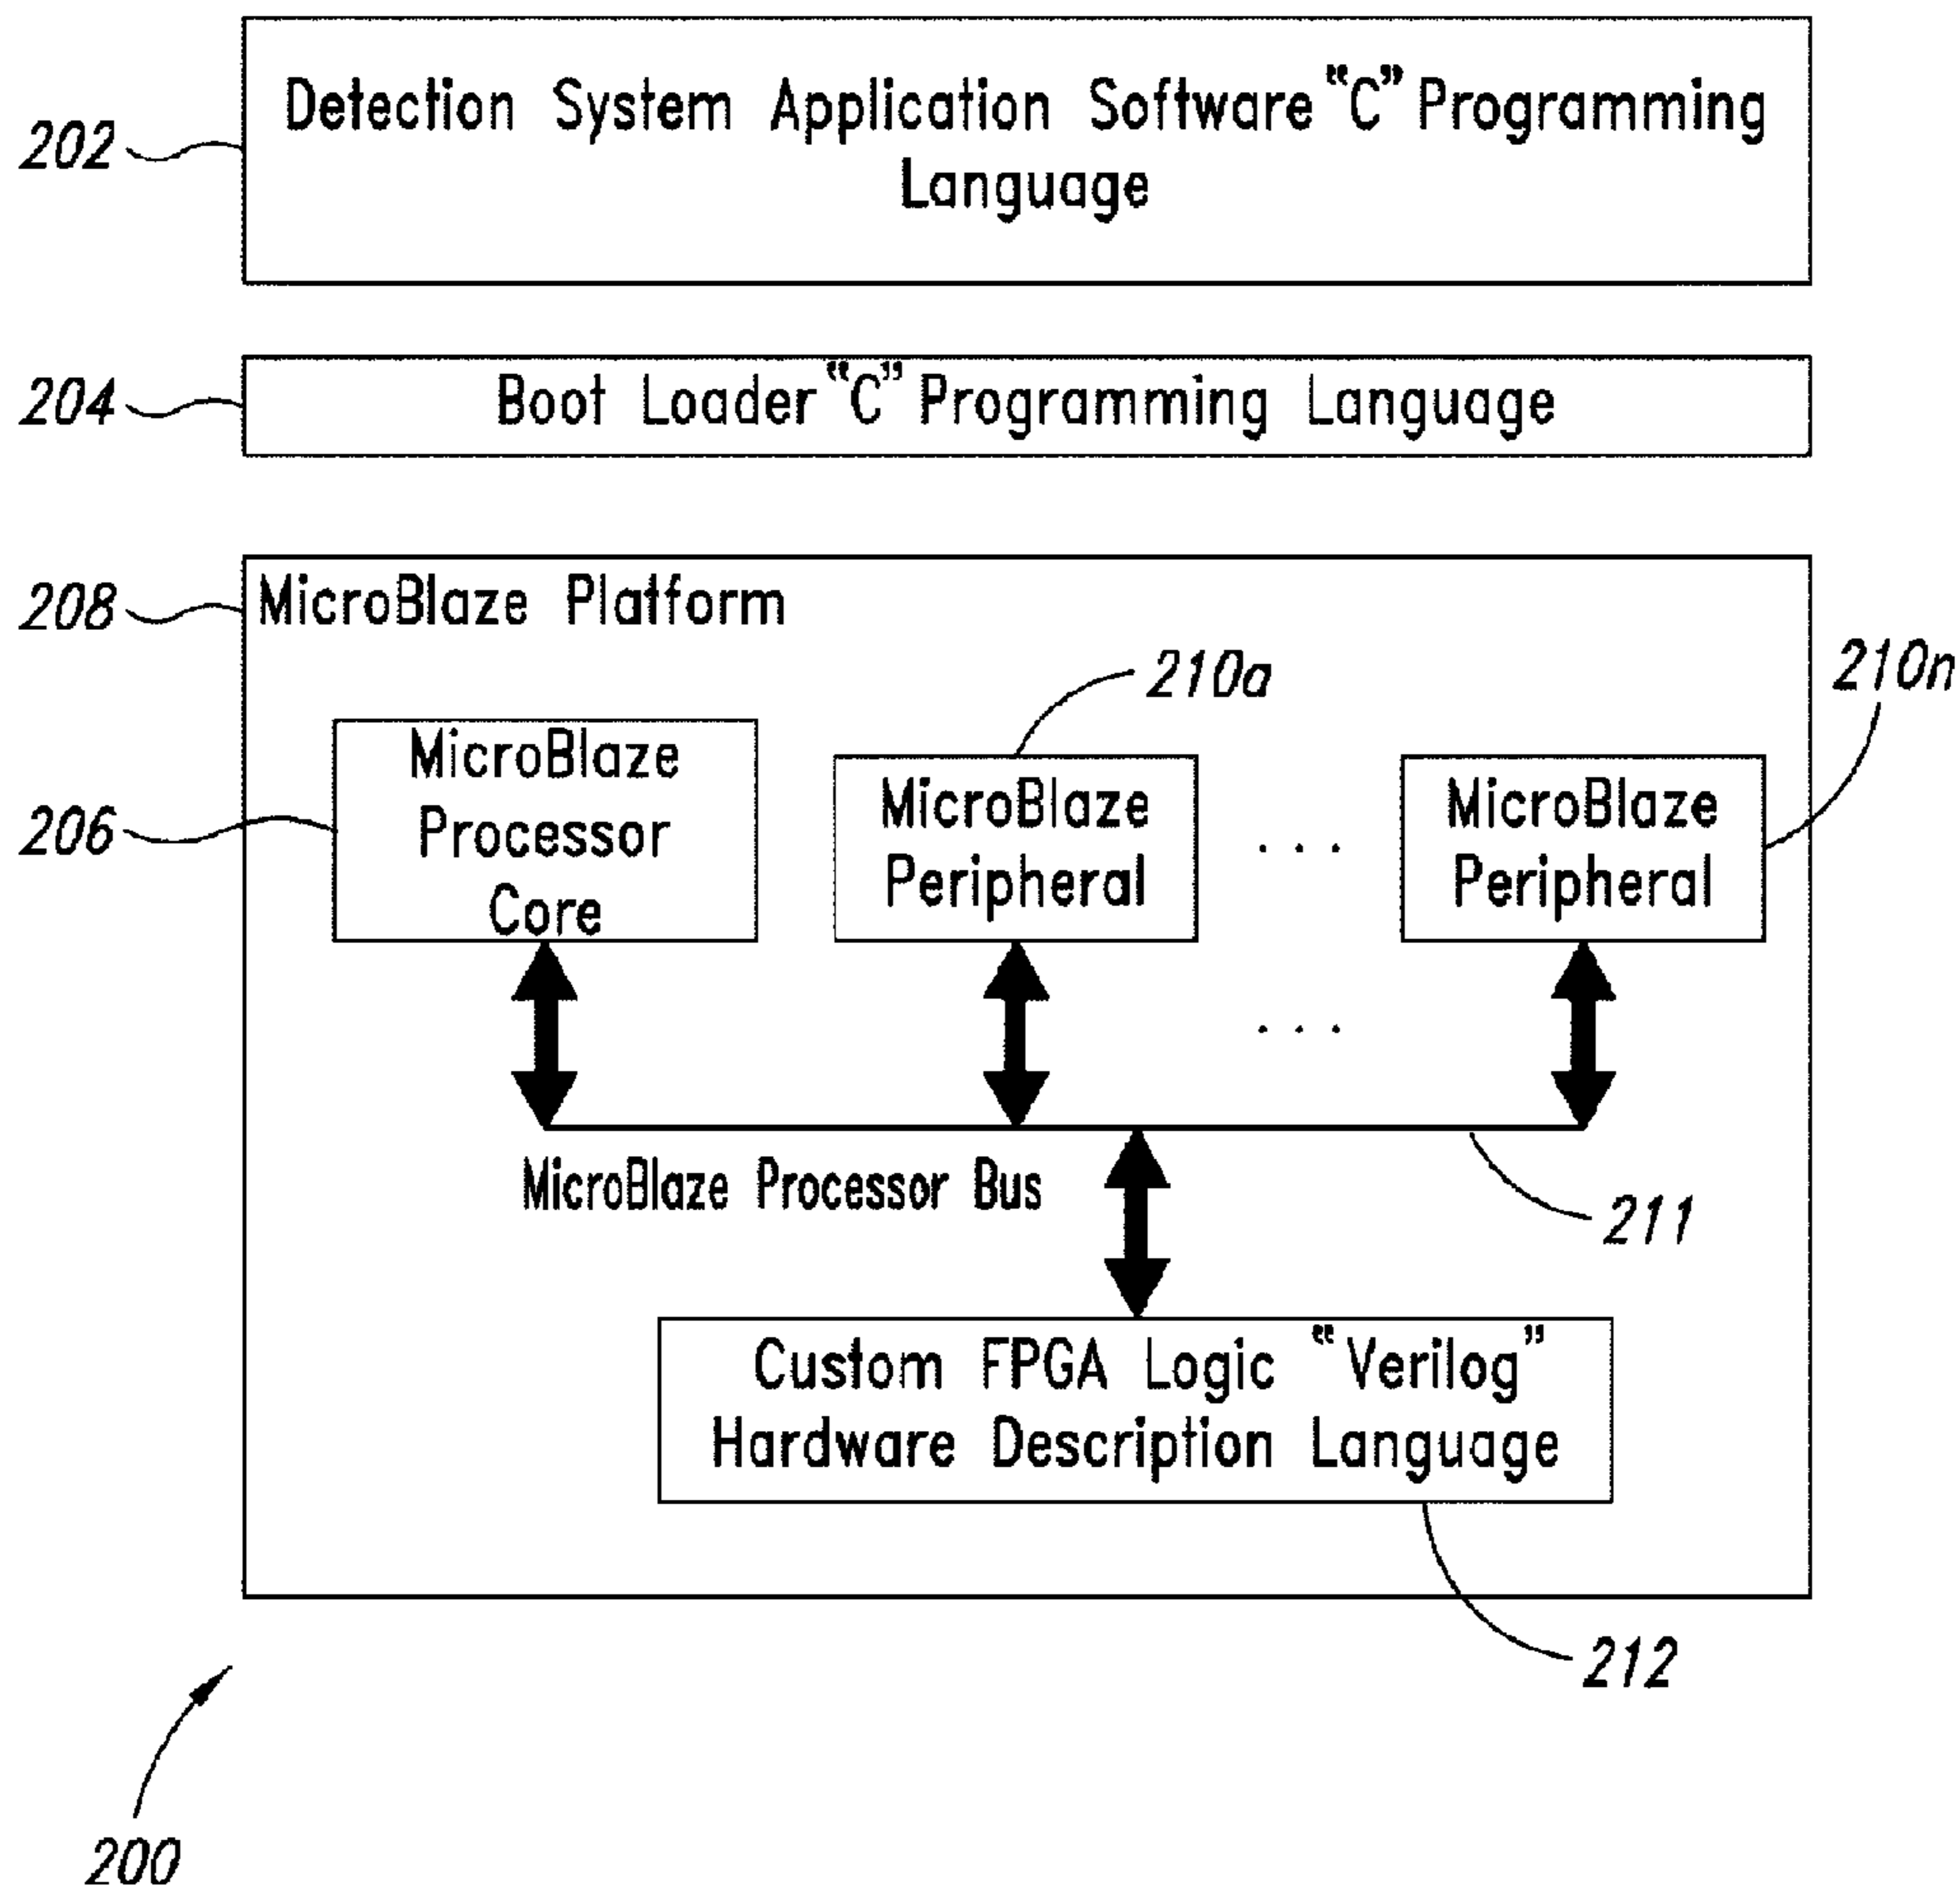 Detection System Application Software "C" Programming
Language
202
204
Boot Loader "C" Programming Language
208
MicroBlaze Platform
210a
210n
MicroBlaze
Processor
Core
206
MicroBlaze
Peripheral
. . .
MicroBlaze
Peripheral
. . .
MicroBlaze Processor Bus
211
Custom FPGA Logic "Verilog"
Hardware Description Language
212
200